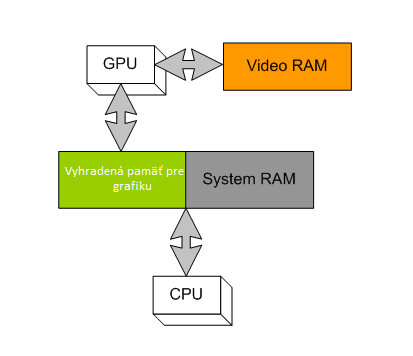 GPU
Video RAM
Vyhradená pamäť pre
grafiku
System RAM
CPU